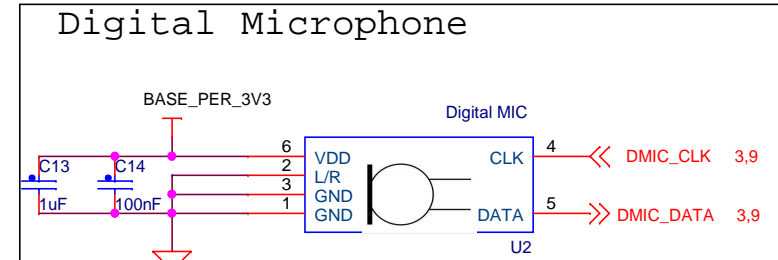 Digital Microphone
BASE_PER_3V3
Digital MIC
C13
C14
1uF
100nF
6
2
3
1
VDD
L/R
GND
GND
CLK
DATA
4
5
DMIC_CLK 3,9
DMIC_DATA 3,9
U2